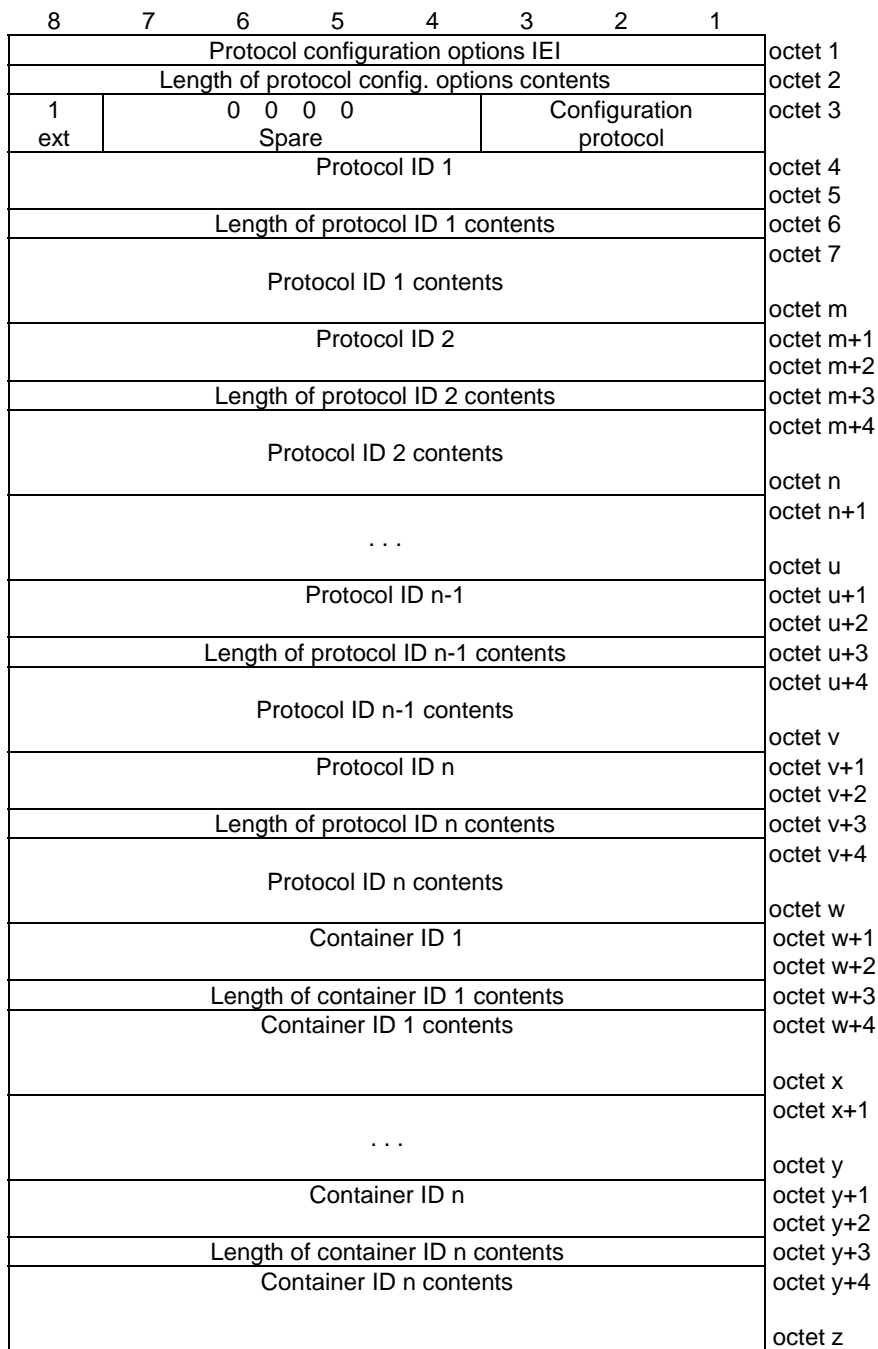 8 7 6 5 4 3 2 1
Protocol configuration options IEI octet 1
Length of protocol config. options contents octet 2
1 0 0 0 0 Configuration octet 3
ext Spare protocol
Protocol ID 1 octet 4
octet 5
Length of protocol ID 1 contents octet 6
octet 7
Protocol ID 1 contents
octet m
Protocol ID 2 octet m+1
octet m+2
Length of protocol ID 2 contents octet m+3
octet m+4
Protocol ID 2 contents
octet n
octet n+1
. . .
octet u
Protocol ID n-1 octet u+1
octet u+2
Length of protocol ID n-1 contents octet u+3
octet u+4
Protocol ID n-1 contents
octet v
Protocol ID n octet v+1
octet v+2
Length of protocol ID n contents octet v+3
octet v+4
Protocol ID n contents
octet w
Container ID 1 octet w+1
octet w+2
Length of container ID 1 contents octet w+3
Container ID 1 contents octet w+4
octet x
octet x+1
. . .
octet y
Container ID n octet y+1
octet y+2
Length of container ID n contents octet y+3
Container ID n contents octet y+4
octet z